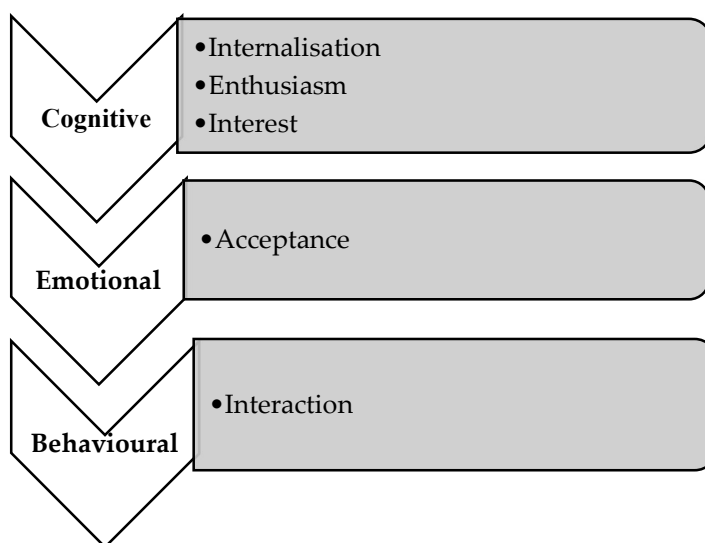 Cognitive
•Internalisation
•Enthusiasm
•Interest
Emotional
•Acceptance
Behavioural
•Interaction